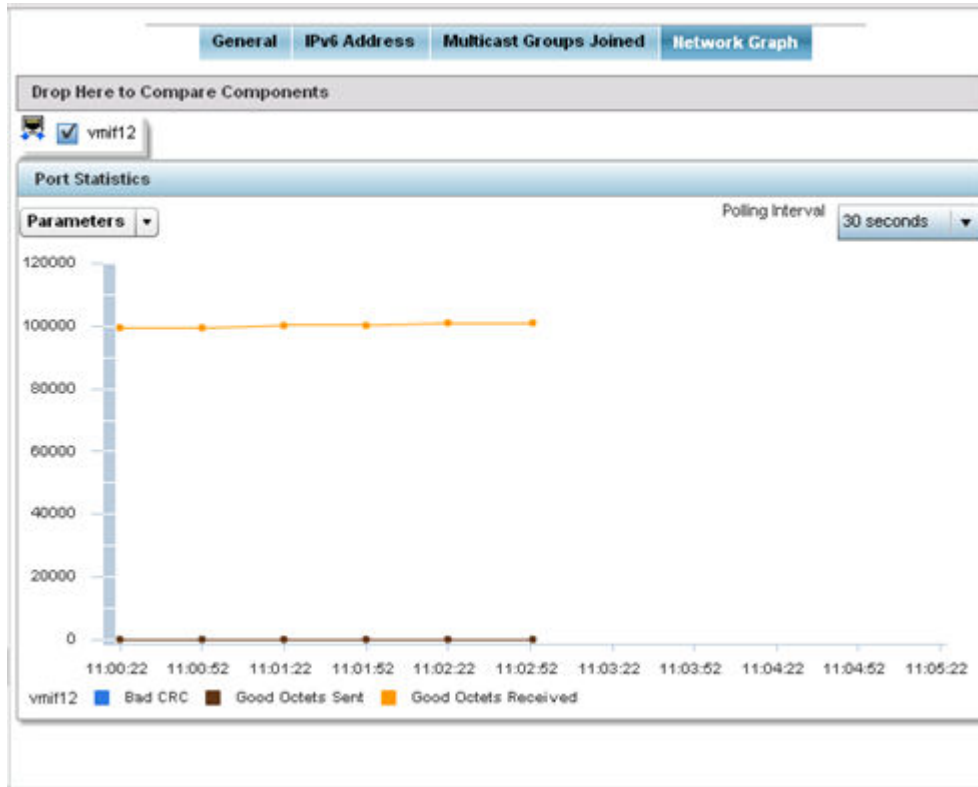 General IPv6 Address Multicast Groups Joined Network Graph
Drop Here to Compare Components
vmif12
Port Statistics
Parameters
Polling Interval 30 seconds
120000
100000
80000
60000
40000
20000
0
11:00:22 11:00:52 11:01:22 11:01:52 11:02:22 11:02:52 11:03:22 11:03:52 11:04:22 11:04:52 11:05:22
vmif12 Bad CRC Good Octets Sent Good Octets Received